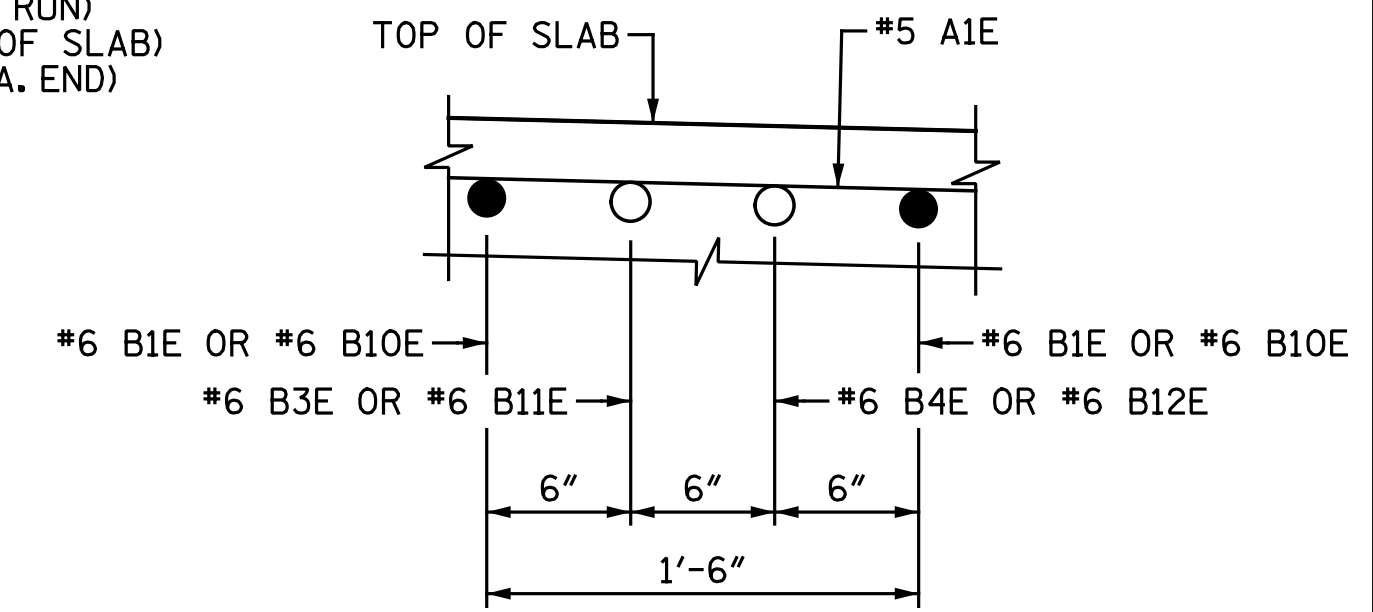 RUN)
OF SLAB)
A. END)
TOP OF SLAB
#5 A1E
#6 B1E OR #6 B10E
#6 B1E OR #6 B10E
#6 B3E OR #6 B11E
#6 B4E OR #6 B12E
6"
6"
6"
1'-6"